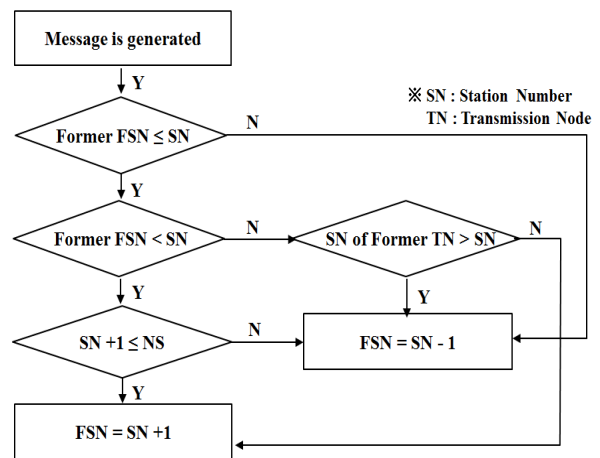 Message is generated
Y
※ SN : Station Number
TN : Transmission Node
Former FSN ≤ SN
N
Y
Former FSN < SN
N
SN of Former TN > SN
N
Y
Y
SN +1 ≤ NS
N
FSN = SN - 1
Y
FSN = SN +1